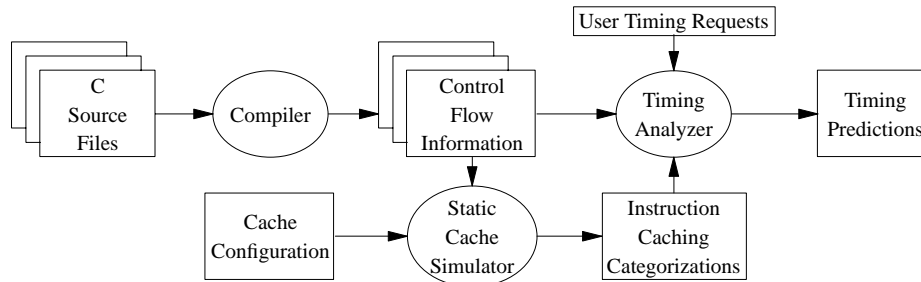 User Timing Requests
C
Source
Files
Compiler
Control
Flow
Information
Timing
Analyzer
Timing
Predictions
Cache
Configuration
Static
Cache
Simulator
Instruction
Caching
Categorizations